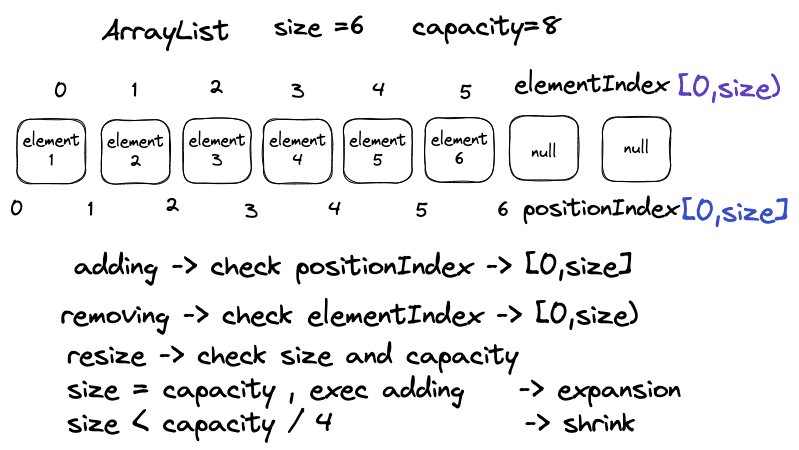 ArrayList size =6 capacity=8
0 1 2 3 4 5 elementIndex [0,size)
element 1 element 2 element 3 element 4 element 5 element 6 null null
0 1 2 3 4 5 6 positionIndex[0,size]
adding -> check positionIndex -> [0,size]
removing -> check elementIndex -> [0,size)
resize -> check size and capacity
size = capacity , exec adding -> expansion
size < capacity / 4 -> shrink